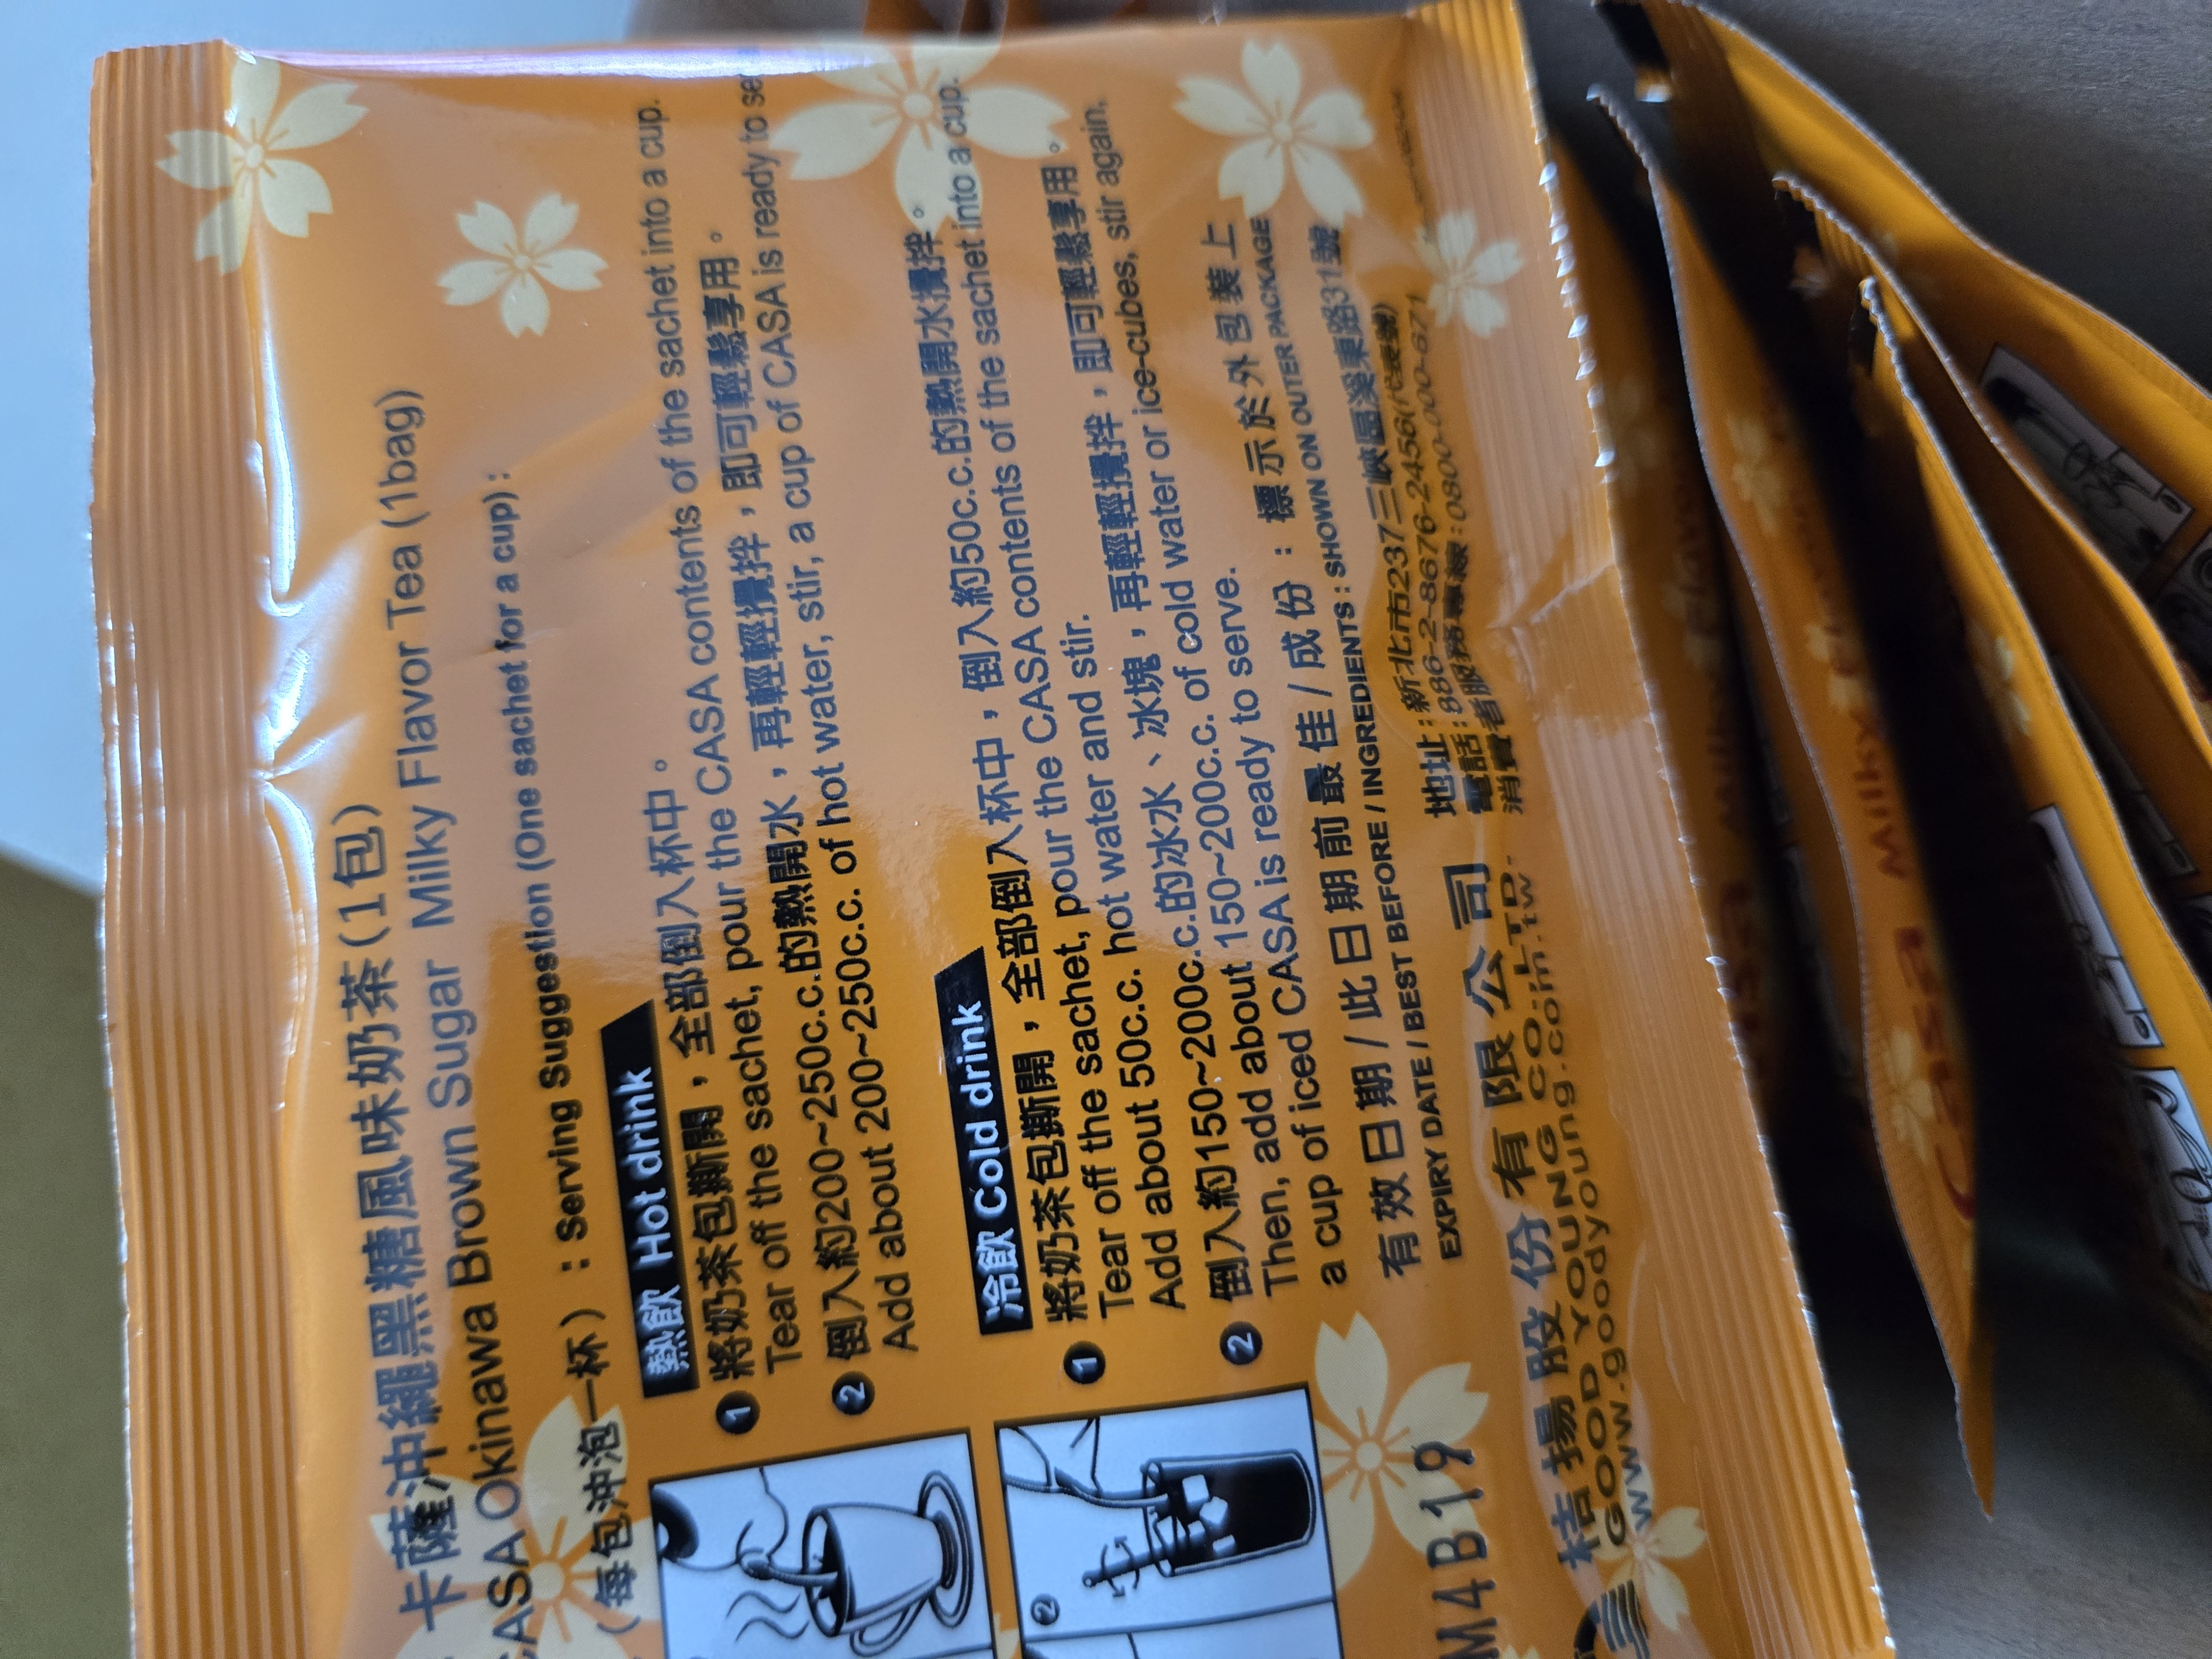 卡薩沖繩黑糖風味奶茶(1包)
CASA Okinawa Brown Sugar Milky Flavor Tea (1bag)
(每包沖泡一杯) : Serving Suggestion (One sachet for a cup) :
熱飲 Hot drink
1 將奶茶包撕開，全部倒入杯中。
Tear off the sachet, pour the CASA contents of the sachet into a cup.
2 倒入約200~250c.c.的熱開水，再輕輕攪拌，即可輕鬆享用。
Add about 200~250c.c. of hot water, stir, a cup of CASA is ready to se
冷飲 Cold drink
1 將奶茶包撕開，全部倒入杯中，倒入約50c.c.的熱開水攪拌。
Tear off the sachet, pour the CASA contents of the sachet into a cup.
Add about 50c.c. hot water and stir.
2 倒入約150~200c.c.的冰水、冰塊，再輕輕攪拌，即可輕鬆享用。
Then, add about 150~200c.c. of cold water or ice-cubes, stir again,
a cup of iced CASA is ready to serve.
有效日期/此日期前最佳/成份：標示於外包裝上
EXPIRY DATE / BEST BEFORE / INGREDIENTS : SHOWN ON OUTER PACKAGE
2
M4B19
桔揚股份有限公司
GOOD YOUNG CO., LTD.
www.goodyoung.com.tw
地址:新北市237三峽區溪東路31號
電話:886-2-8676-2456(代表號)
消費者服務專線:0800-000-671
Casa Milky